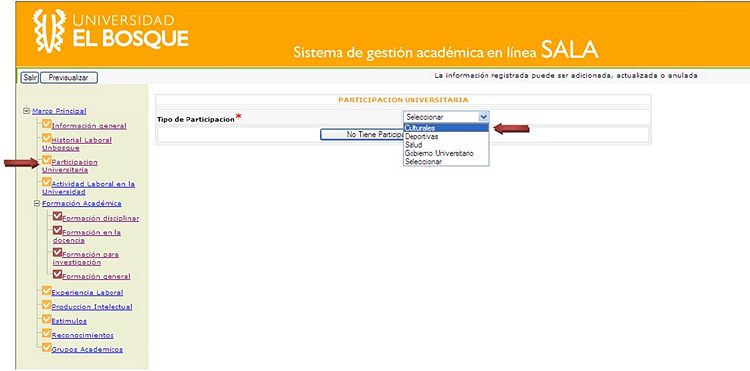 UNIVERSIDAD
EL BOSQUE
Sistema de gestión académica en línea SALA
Salir
Previsualizar
La información registrada puede ser adicionada, actualizada o anulada
Marco Principal
Información general
Historial Laboral
Unbosque
Participacion
Universitaria
Actividad Laboral en la
Universidad
Formación Académica
Formación disciplinar
Formación en la
docencia
Formación para
investigación
Formación general
Experiencia Laboral
Produccion Intelectual
Estimulos
Reconocimientos
Grupos Academicos
PARTICIPACION UNIVERSITARIA
Tipo de Participacion*
Seleccionar
Culturales
Deportivas
Salud
Gobierno Universitario
Seleccionar
No Tiene Participa